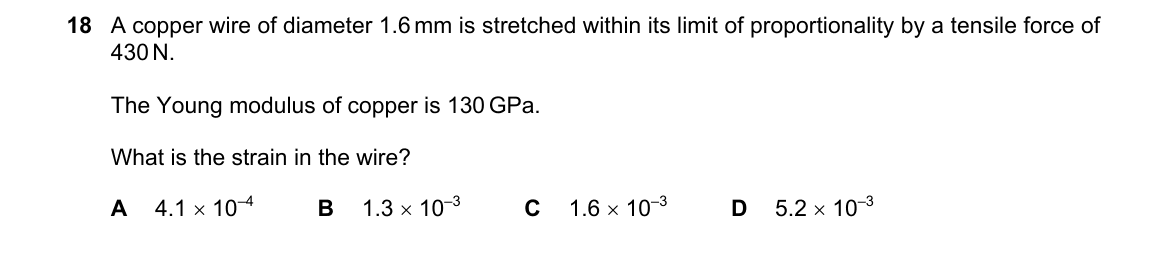 18 A copper wire of diameter 1.6 mm is stretched within its limit of proportionality by a tensile force of
430 N.
The Young modulus of copper is 130 GPa.
What is the strain in the wire?
A 4.1 × 10⁻⁴ B 1.3 × 10⁻³ C 1.6 × 10⁻³ D 5.2 × 10⁻³